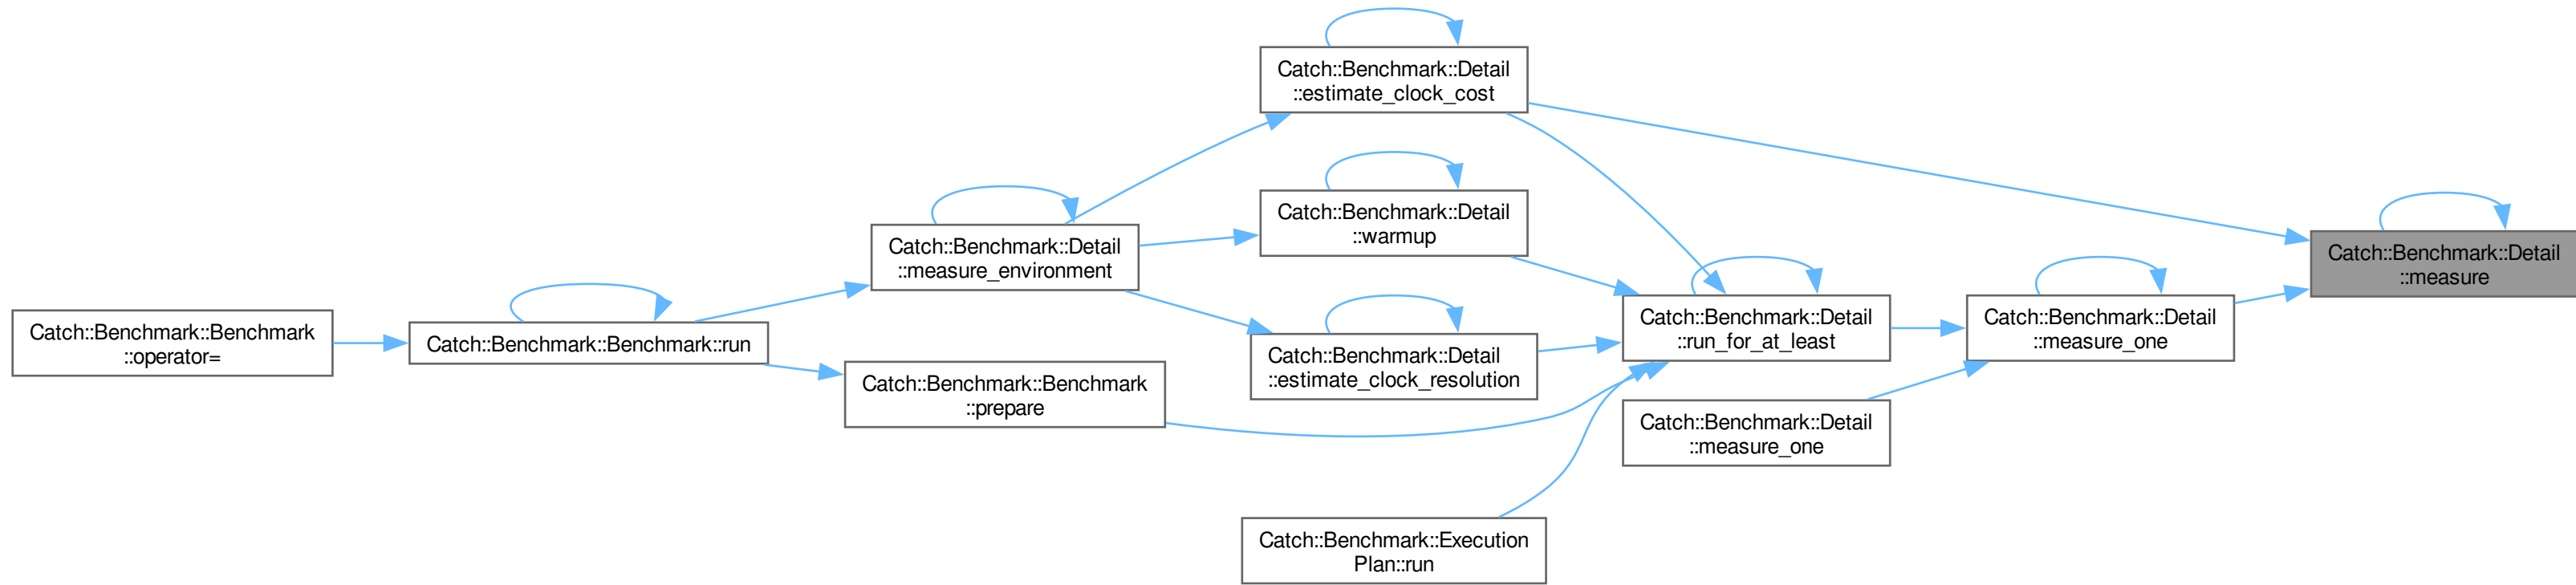 Catch::Benchmark::Benchmark
::operator=
Catch::Benchmark::Benchmark::run
Catch::Benchmark::Detail
::measure_environment
Catch::Benchmark::Benchmark
::prepare
Catch::Benchmark::Detail
::estimate_clock_cost
Catch::Benchmark::Detail
::warmup
Catch::Benchmark::Detail
::estimate_clock_resolution
Catch::Benchmark::Execution
Plan::run
Catch::Benchmark::Detail
::run_for_at_least
Catch::Benchmark::Detail
::measure_one
Catch::Benchmark::Detail
::measure_one
Catch::Benchmark::Detail
::measure